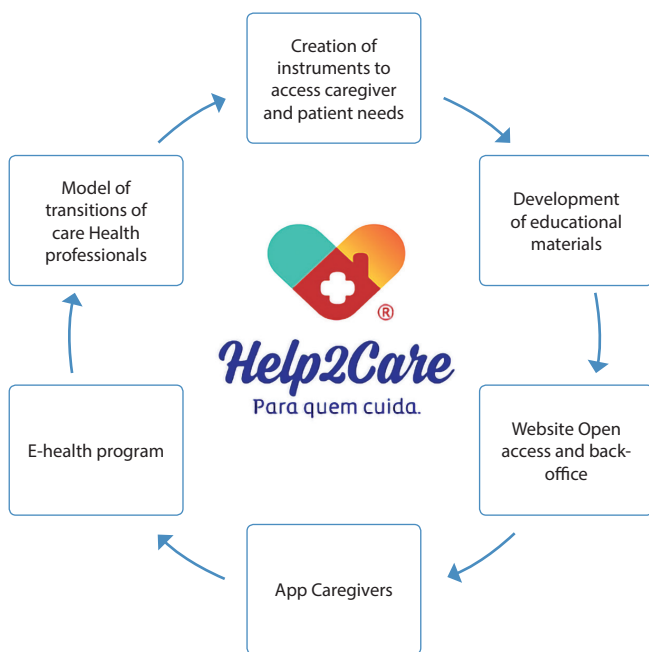 Creation of
instruments to
access caregiver
and patient needs
Model of
transitions of
care Health
professionals
Development
of educational
materials
®
Help2Care
Para quem cuida.
E-health program
Website Open
access and back-
office
App Caregivers